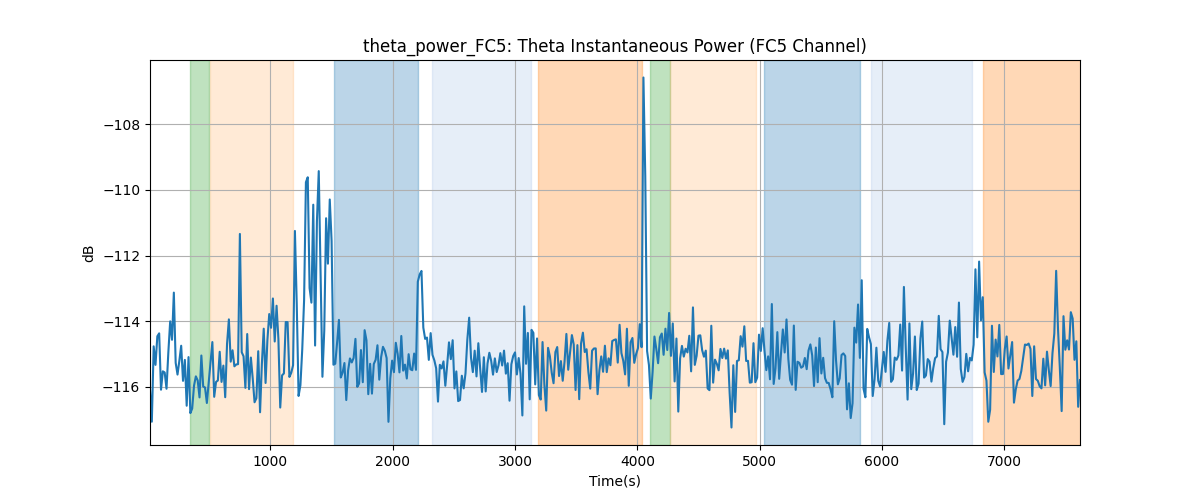 theta_power_FC5: Theta Instantaneous Power (FC5 Channel)
−108
−110
−112
−114
−116
dB
1000 2000 3000 4000 5000 6000 7000
Time(s)